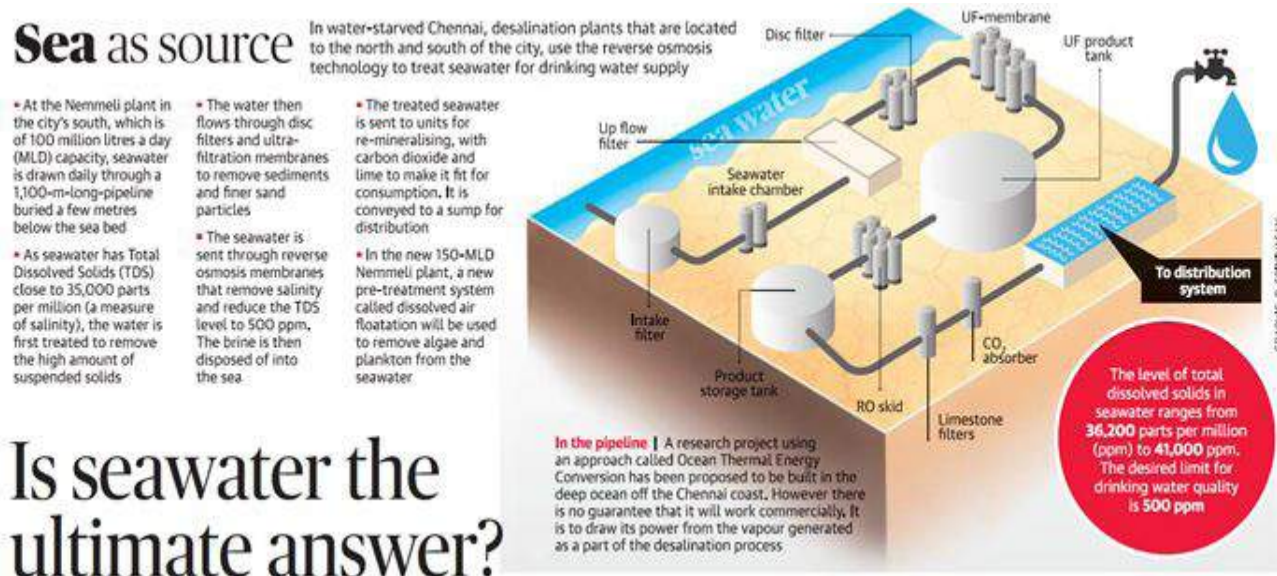 Sea as source
In water-starved Chennai, desalination plants that are located
to the north and south of the city, use the reverse osmosis
technology to treat seawater for drinking water supply
▪ At the Nemmeli plant in
the city's south, which is
of 100 million litres a day
(MLD) capacity, seawater
is drawn daily through a
1,100-m-long-pipeline
buried a few metres
below the sea bed
▪ As seawater has Total
Dissolved Solids (TDS)
close to 35,000 parts
per million (a measure
of salinity), the water is
first treated to remove
the high amount of
suspended solids
▪ The water then
flows through disc
filters and ultra-
filtration membranes
to remove sediments
and finer sand
particles
▪ The seawater is
sent through reverse
osmosis membranes
that remove salinity
and reduce the TDS
level to 500 ppm.
The brine is then
disposed of into
the sea
▪ The treated seawater
is sent to units for
re-mineralising, with
carbon dioxide and
lime to make it fit for
consumption. It is
conveyed to a sump for
distribution
▪ In the new 150-MLD
Nemmeli plant, a new
pre-treatment system
called dissolved air
floatation will be used
to remove algae and
plankton from the
seawater
Disc filter
UF-membrane
UF product
tank
Up flow
filter
sea water
Seawater
intake chamber
To distribution
system
Intake
filter
Product
storage tank
RO skid
CO₂
absorber
Limestone
filters
In the pipeline | A research project using
an approach called Ocean Thermal Energy
Conversion has been proposed to be built in the
deep ocean off the Chennai coast. However there
is no guarantee that it will work commercially. It
is to draw its power from the vapour generated
as a part of the desalination process
The level of total
dissolved solids in
seawater ranges from
36,200 parts per million
(ppm) to 41,000 ppm.
The desired limit for
drinking water quality
is 500 ppm
Is seawater the
ultimate answer?